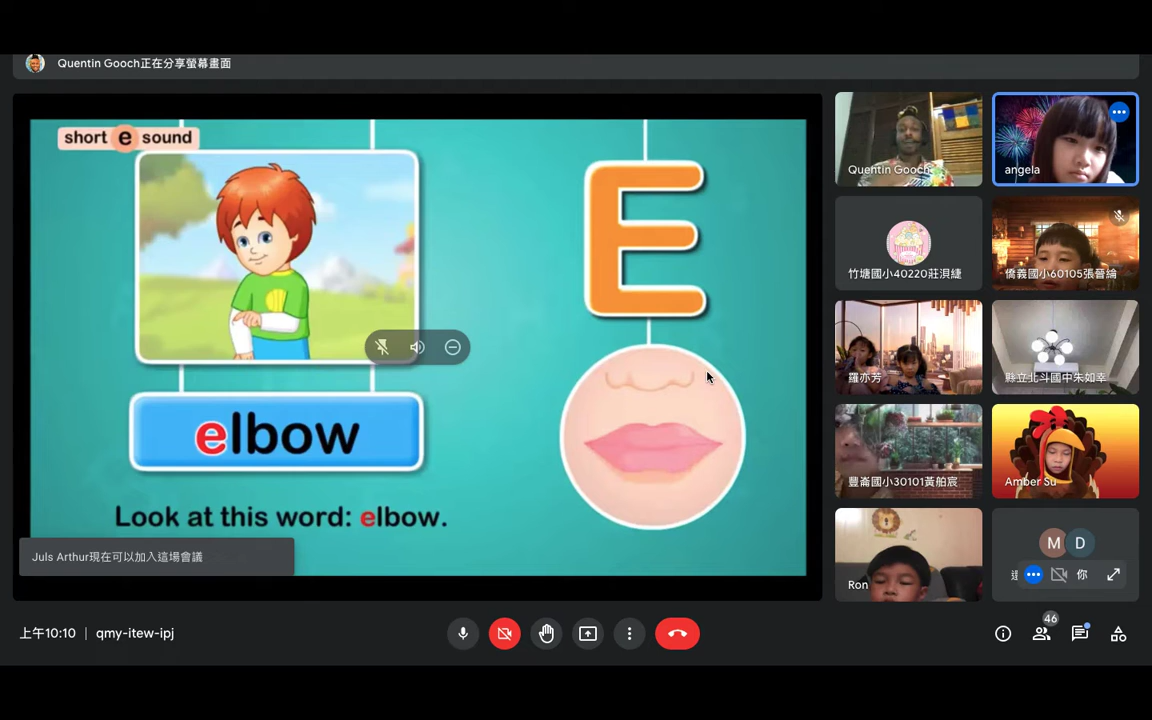 Quentin Gooch正在分享螢幕畫面
short e sound
E
elbow
Look at this word: elbow.
Juls Arthur現在可以加入這場會議
Quentin Gooch
angela
竹塘國小40220莊浿緁
僑義國小60105張晉綸
羅亦芳
縣立北斗國中朱如幸
豐崙國小30101黃舶宸
Amber Su
Ron
M
D
你
上午10:10
qmy-itew-ipj
46